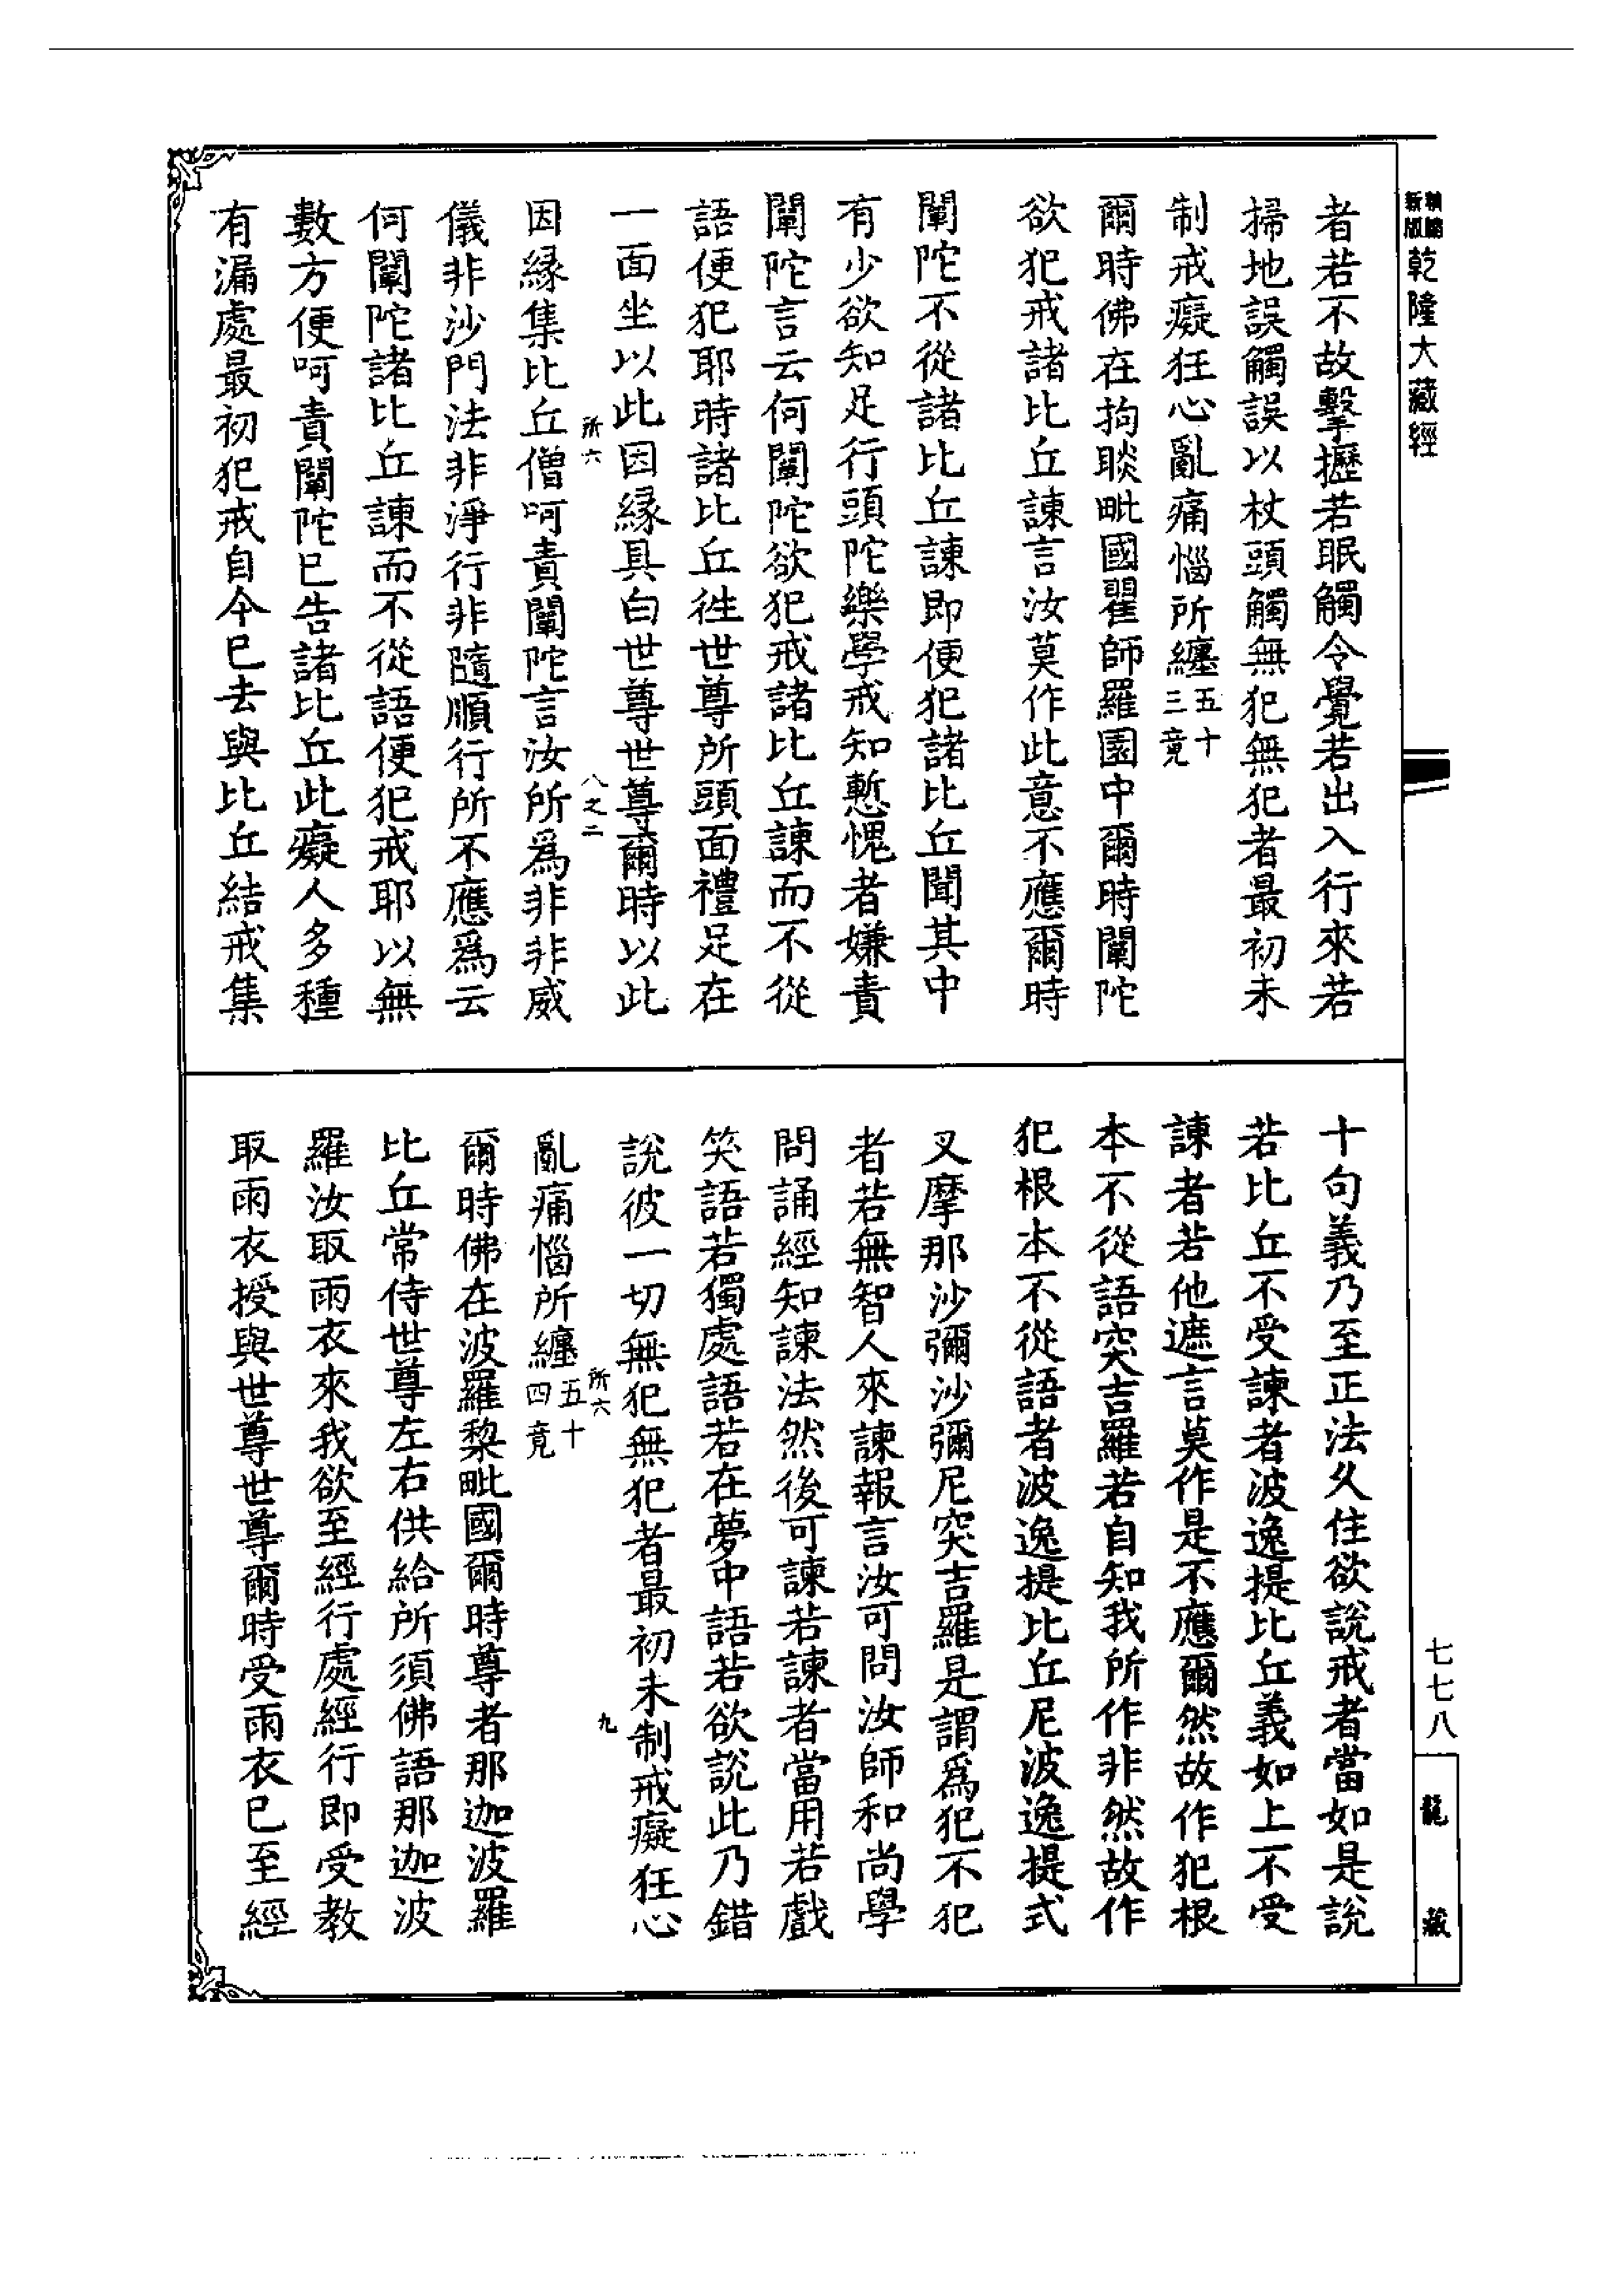 新版精縮乾隆大藏經
者若不故擊攊若眠觸令覺若出入行來若
掃地誤觸誤以杖頭觸無犯無犯者最初未
制戒癡狂心亂痛惱所纏五十三竟
爾時佛在拘睒毗國瞿師羅園中爾時闡陀
欲犯戒諸比丘諫言汝莫作此意不應爾時
闡陀不從諸比丘諫即便犯諸比丘聞其中
有少欲知足行頭陀樂學戒知慙愧者嫌責
闡陀言云何闡陀欲犯戒諸比丘諫而不從
語便犯耶時諸比丘徃世尊所頭面禮足在
一面坐以此因緣具白世尊世尊爾時以此
所六
八之二
因緣集比丘僧呵責闡陀言汝所爲非非威
儀非沙門法非淨行非隨順行所不應爲云
何闡陀諸比丘諫而不從語便犯戒耶以無
數方便呵責闡陀已告諸比丘此癡人多種
有漏處最初犯戒自今已去與比丘結戒集
十句義乃至正法久住欲說戒者當如是說
若比丘不受諫者波逸提比丘義如上不受
諫者若他遮言莫作是不應爾然故作犯根
本不從語突吉羅若自知我所作非然故作
犯根本不從語者波逸提比丘尼波逸提式
叉摩那沙彌沙彌尼突吉羅是謂爲犯不犯
者若無智人來諫報言汝可問汝師和尚學
問誦經知諫法然後可諫若諫者當用若戲
笑語若獨處語若在夢中語若欲說此乃錯
說彼一切無犯無犯者最初未制戒癡狂心
所六
九
亂痛惱所纏五十四竟
爾時佛在波羅黎毗國爾時尊者那迦波羅
比丘常侍世尊左右供給所須佛語那迦波
羅汝取雨衣來我欲至經行處經行即受教
取雨衣授與世尊世尊爾時受雨衣已至經
七七八
龍藏